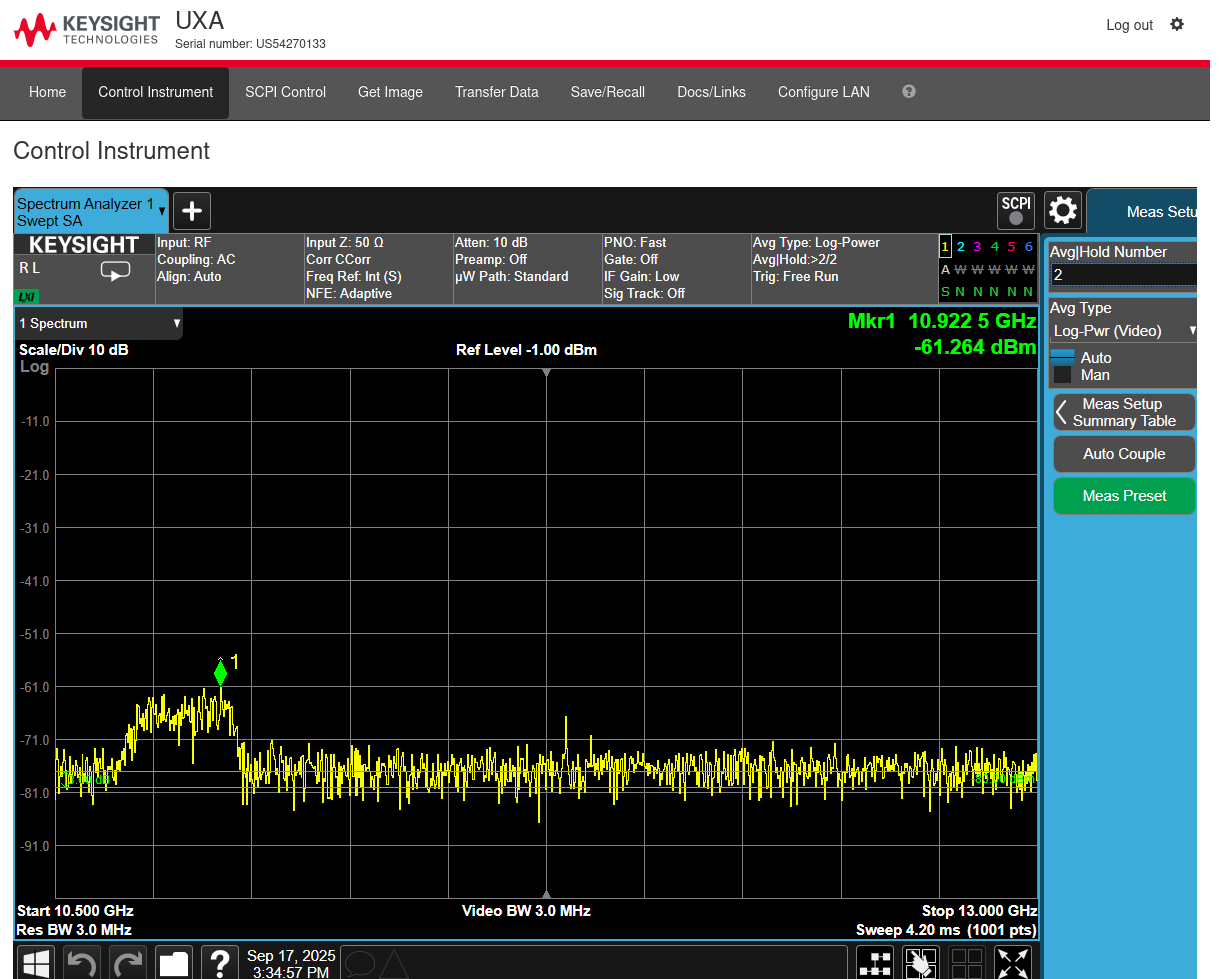 KEYSIGHT
TECHNOLOGIES
UXA
Serial number: US54270133
Log out
Home
Control Instrument
SCPI Control
Get Image
Transfer Data
Save/Recall
Docs/Links
Configure LAN
?
Control Instrument
Spectrum Analyzer 1
Swept SA
+
SCPI
Meas Setu
KEYSIGHT
R L
LXI
Input: RF
Coupling: AC
Align: Auto
Input Z: 50 Ω
Corr CCorr
Freq Ref: Int (S)
NFE: Adaptive
Atten: 10 dB
Preamp: Off
µW Path: Standard
PNO: Fast
Gate: Off
IF Gain: Low
Sig Track: Off
Avg Type: Log-Power
Avg|Hold:>2/2
Trig: Free Run
1 2 3 4 5 6
A W W W W W
S N N N N N
Avg|Hold Number
2
Avg Type
Log-Pwr (Video)
Auto
Man
Meas Setup
Summary Table
Auto Couple
Meas Preset
1 Spectrum
Mkr1 10.922 5 GHz
-61.264 dBm
Scale/Div 10 dB
Ref Level -1.00 dBm
Log
-11.0
-21.0
-31.0
-41.0
-51.0
1
-61.0
-71.0
-81.0
-91.0
Start 10.500 GHz
Video BW 3.0 MHz
Stop 13.000 GHz
Res BW 3.0 MHz
Sweep 4.20 ms (1001 pts)
?
Sep 17, 2025
3:34:57 PM